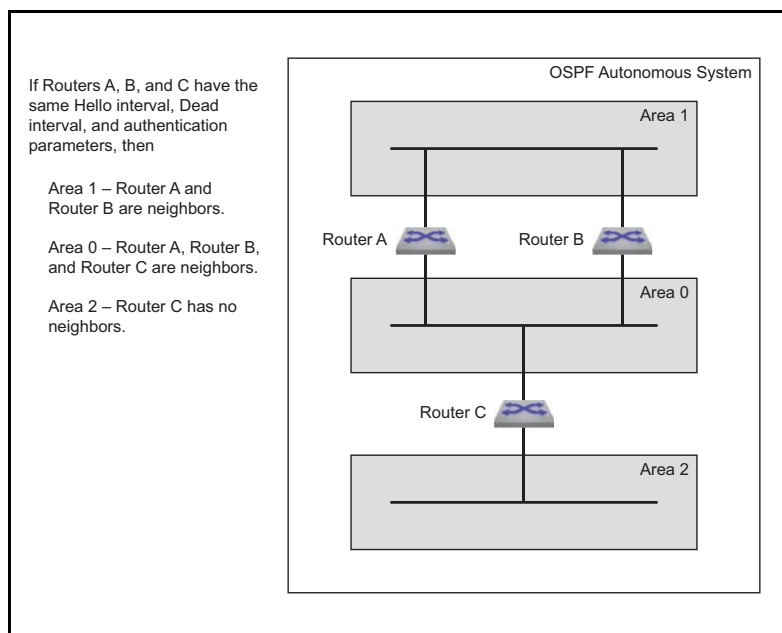 If Routers A, B, and C have the
same Hello interval, Dead
interval, and authentication
parameters, then
Area 1 – Router A and
Router B are neighbors.
Area 0 – Router A, Router B,
and Router C are neighbors.
Area 2 – Router C has no
neighbors.
OSPF Autonomous System
Area 1
Router A
Router B
Area 0
Router C
Area 2